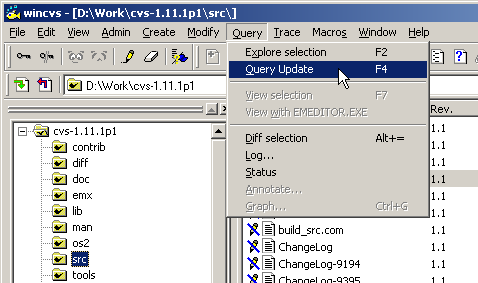 wincvs - [D:\Work\cvs-1.11.1p1\src\]
File Edit View Admin Create Modify Query Trace Macros Window Help
Explore selection F2
Query Update F4
View selection F7
View with EMEDITOR.EXE
Diff selection Alt+=
Log...
Status
Annotate...
Graph... Ctrl+G
D:\Work\cvs-1.11.1p1
cvs-1.11.1p1
contrib
diff
doc
emx
lib
man
os2
src
tools
Rev.
1.1
1.1
1.1
1.1
1.1
1.1
build_src.com 1.1
ChangeLog 1.1
ChangeLog-9194 1.1
ChangeLog-9395 1.1